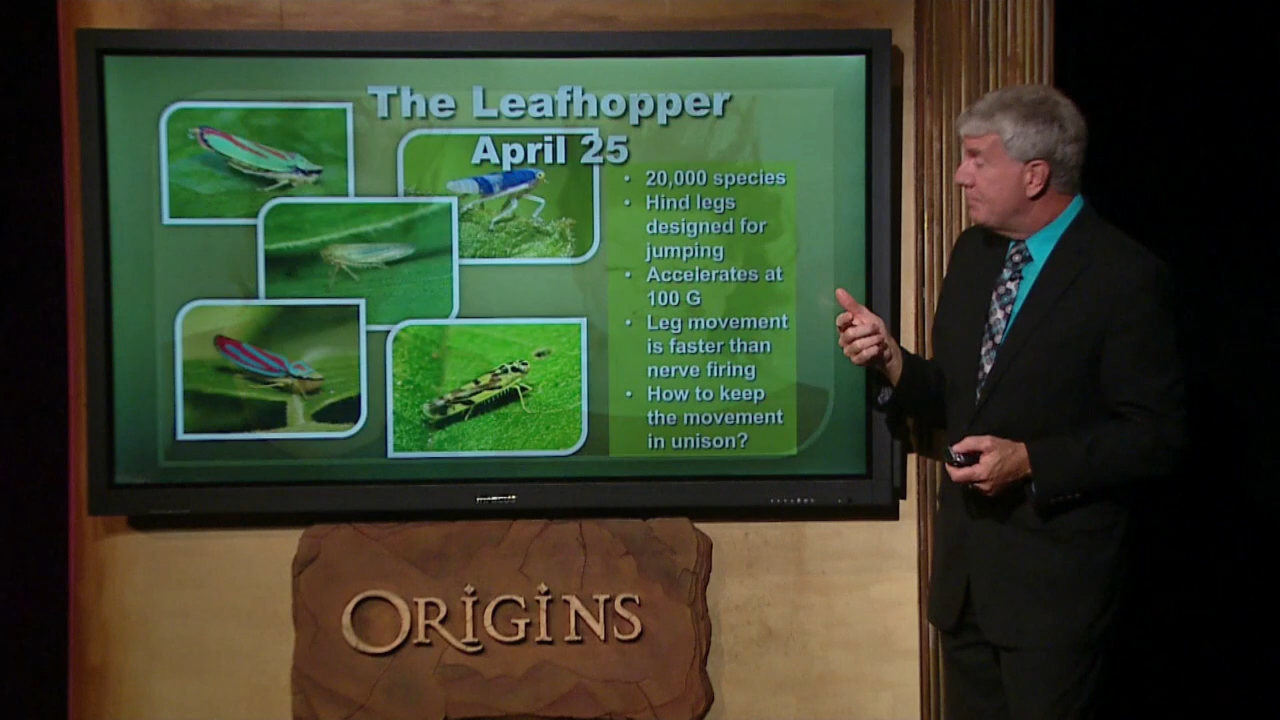 The Leafhopper
April 25
• 20,000 species
• Hind legs
designed for
jumping
• Accelerates at
100 G
• Leg movement
is faster than
nerve firing
• How to keep
the movement
in unison?
ORIGINS